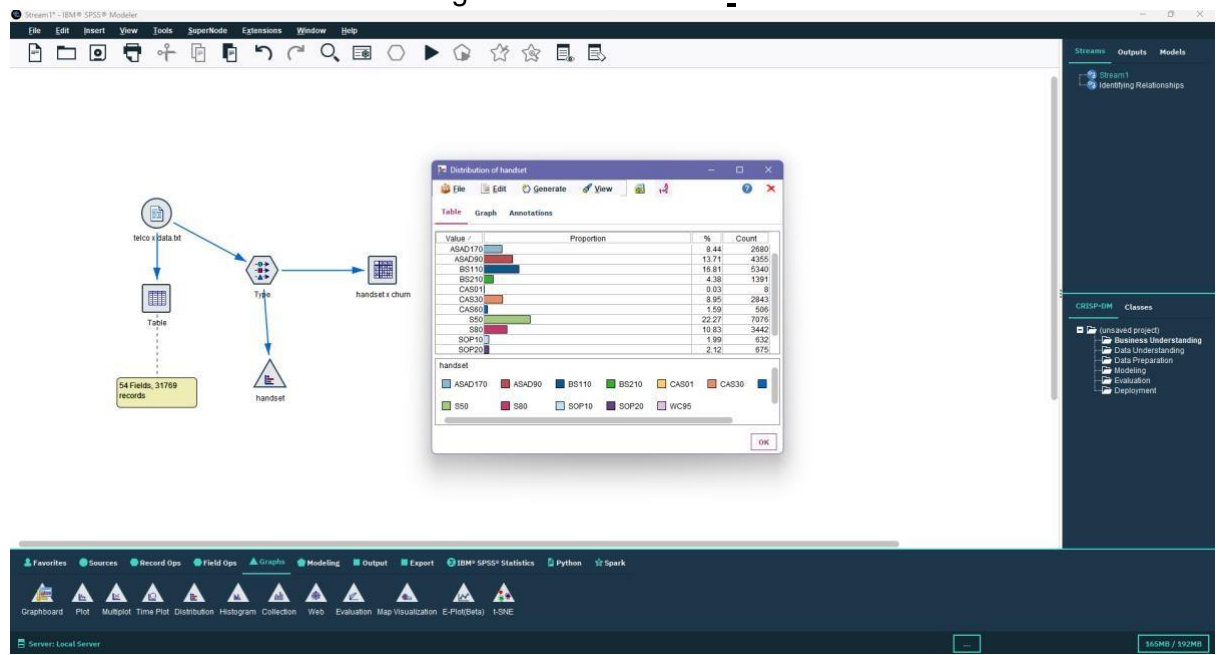 Stream1* - IBM® SPSS® Modeler
File Edit Insert View Tools SuperNode Extensions Window Help
Streams Outputs Models
Stream1
Identifying Relationships
telco x data.txt
Type
handset x churn
Table
54 Fields, 31769
records
handset
Distribution of handset
File Edit Generate View
Table Graph Annotations
Value Proportion % Count
ASAD170 8.44 2680
ASAD90 13.71 4355
BS110 16.81 5340
BS210 4.38 1391
CAS01 0.03 8
CAS30 8.95 2843
CAS60 1.59 506
S50 22.27 7076
S80 10.83 3442
SOP10 1.99 632
SOP20 2.12 675
handset
ASAD170 ASAD90 BS110 BS210 CAS01 CAS30
S50 S80 SOP10 SOP20 WC95
OK
CRISP-DM Classes
(unsaved project)
Business Understanding
Data Understanding
Data Preparation
Modeling
Evaluation
Deployment
Favorites Sources Record Ops Field Ops Graphs Modeling Output Export IBM® SPSS® Statistics Python Spark
Graphboard Plot Multiplot Time Plot Distribution Histogram Collection Web Evaluation Map Visualization E-Plot(Beta) t-SNE
Server: Local Server
... 165MB / 192MB